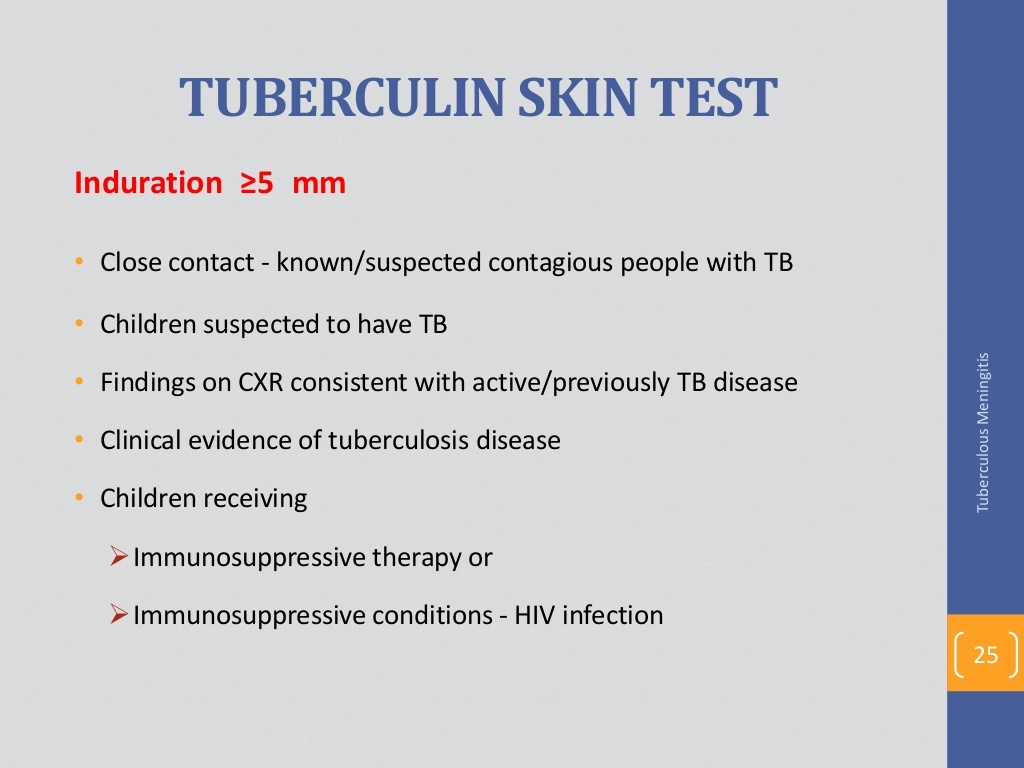 TUBERCULIN SKIN TEST
Induration ≥5 mm
• Close contact - known/suspected contagious people with TB
• Children suspected to have TB
• Findings on CXR consistent with active/previously TB disease
• Clinical evidence of tuberculosis disease
• Children receiving
➢Immunosuppressive therapy or
➢Immunosuppressive conditions - HIV infection
Tuberculous Meningitis
25